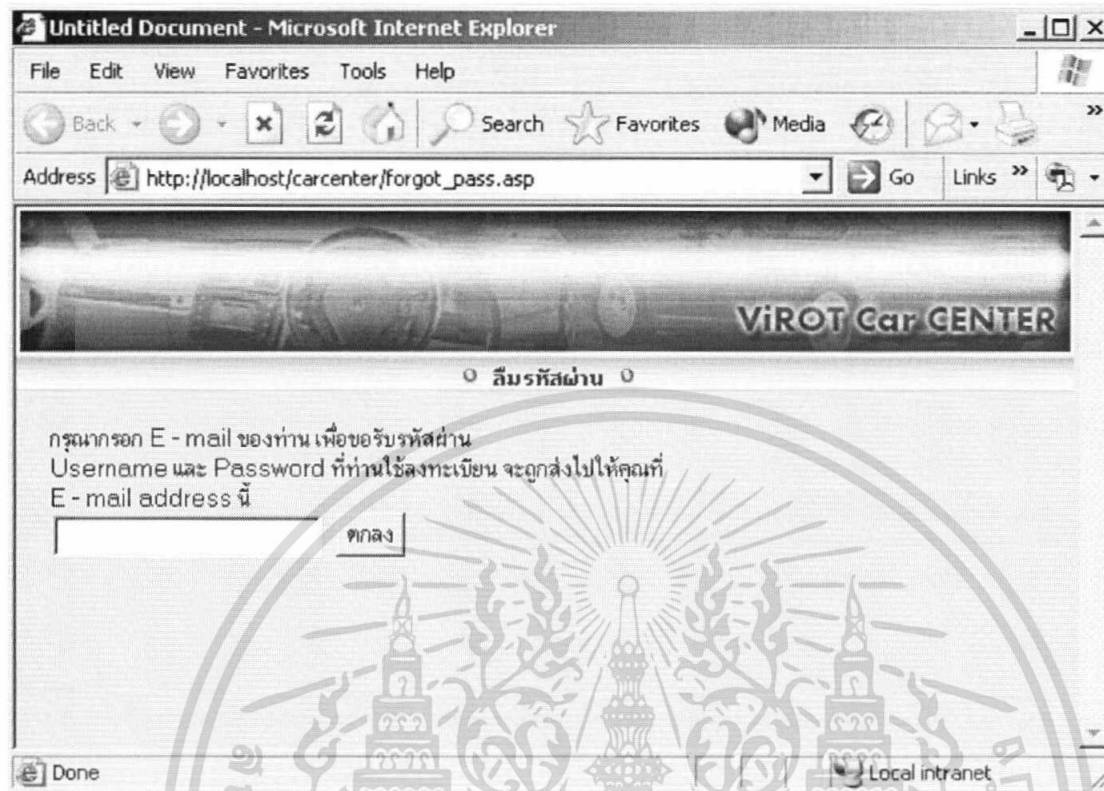 Untitled Document - Microsoft Internet Explorer
File Edit View Favorites Tools Help
Back Search Favorites Media »
Address http://localhost/carcenter/forgot_pass.asp Go Links »
ViROT Car CENTER
ลืมรหัสผ่าน
กรุณากรอก E - mail ของท่าน เพื่อขอรับรหัสผ่าน
Username และ Password ที่ท่านใช้ลงทะเบียน จะถูกส่งไปให้คุณที่
E - mail address นี้
ตกลง
Done Local intranet